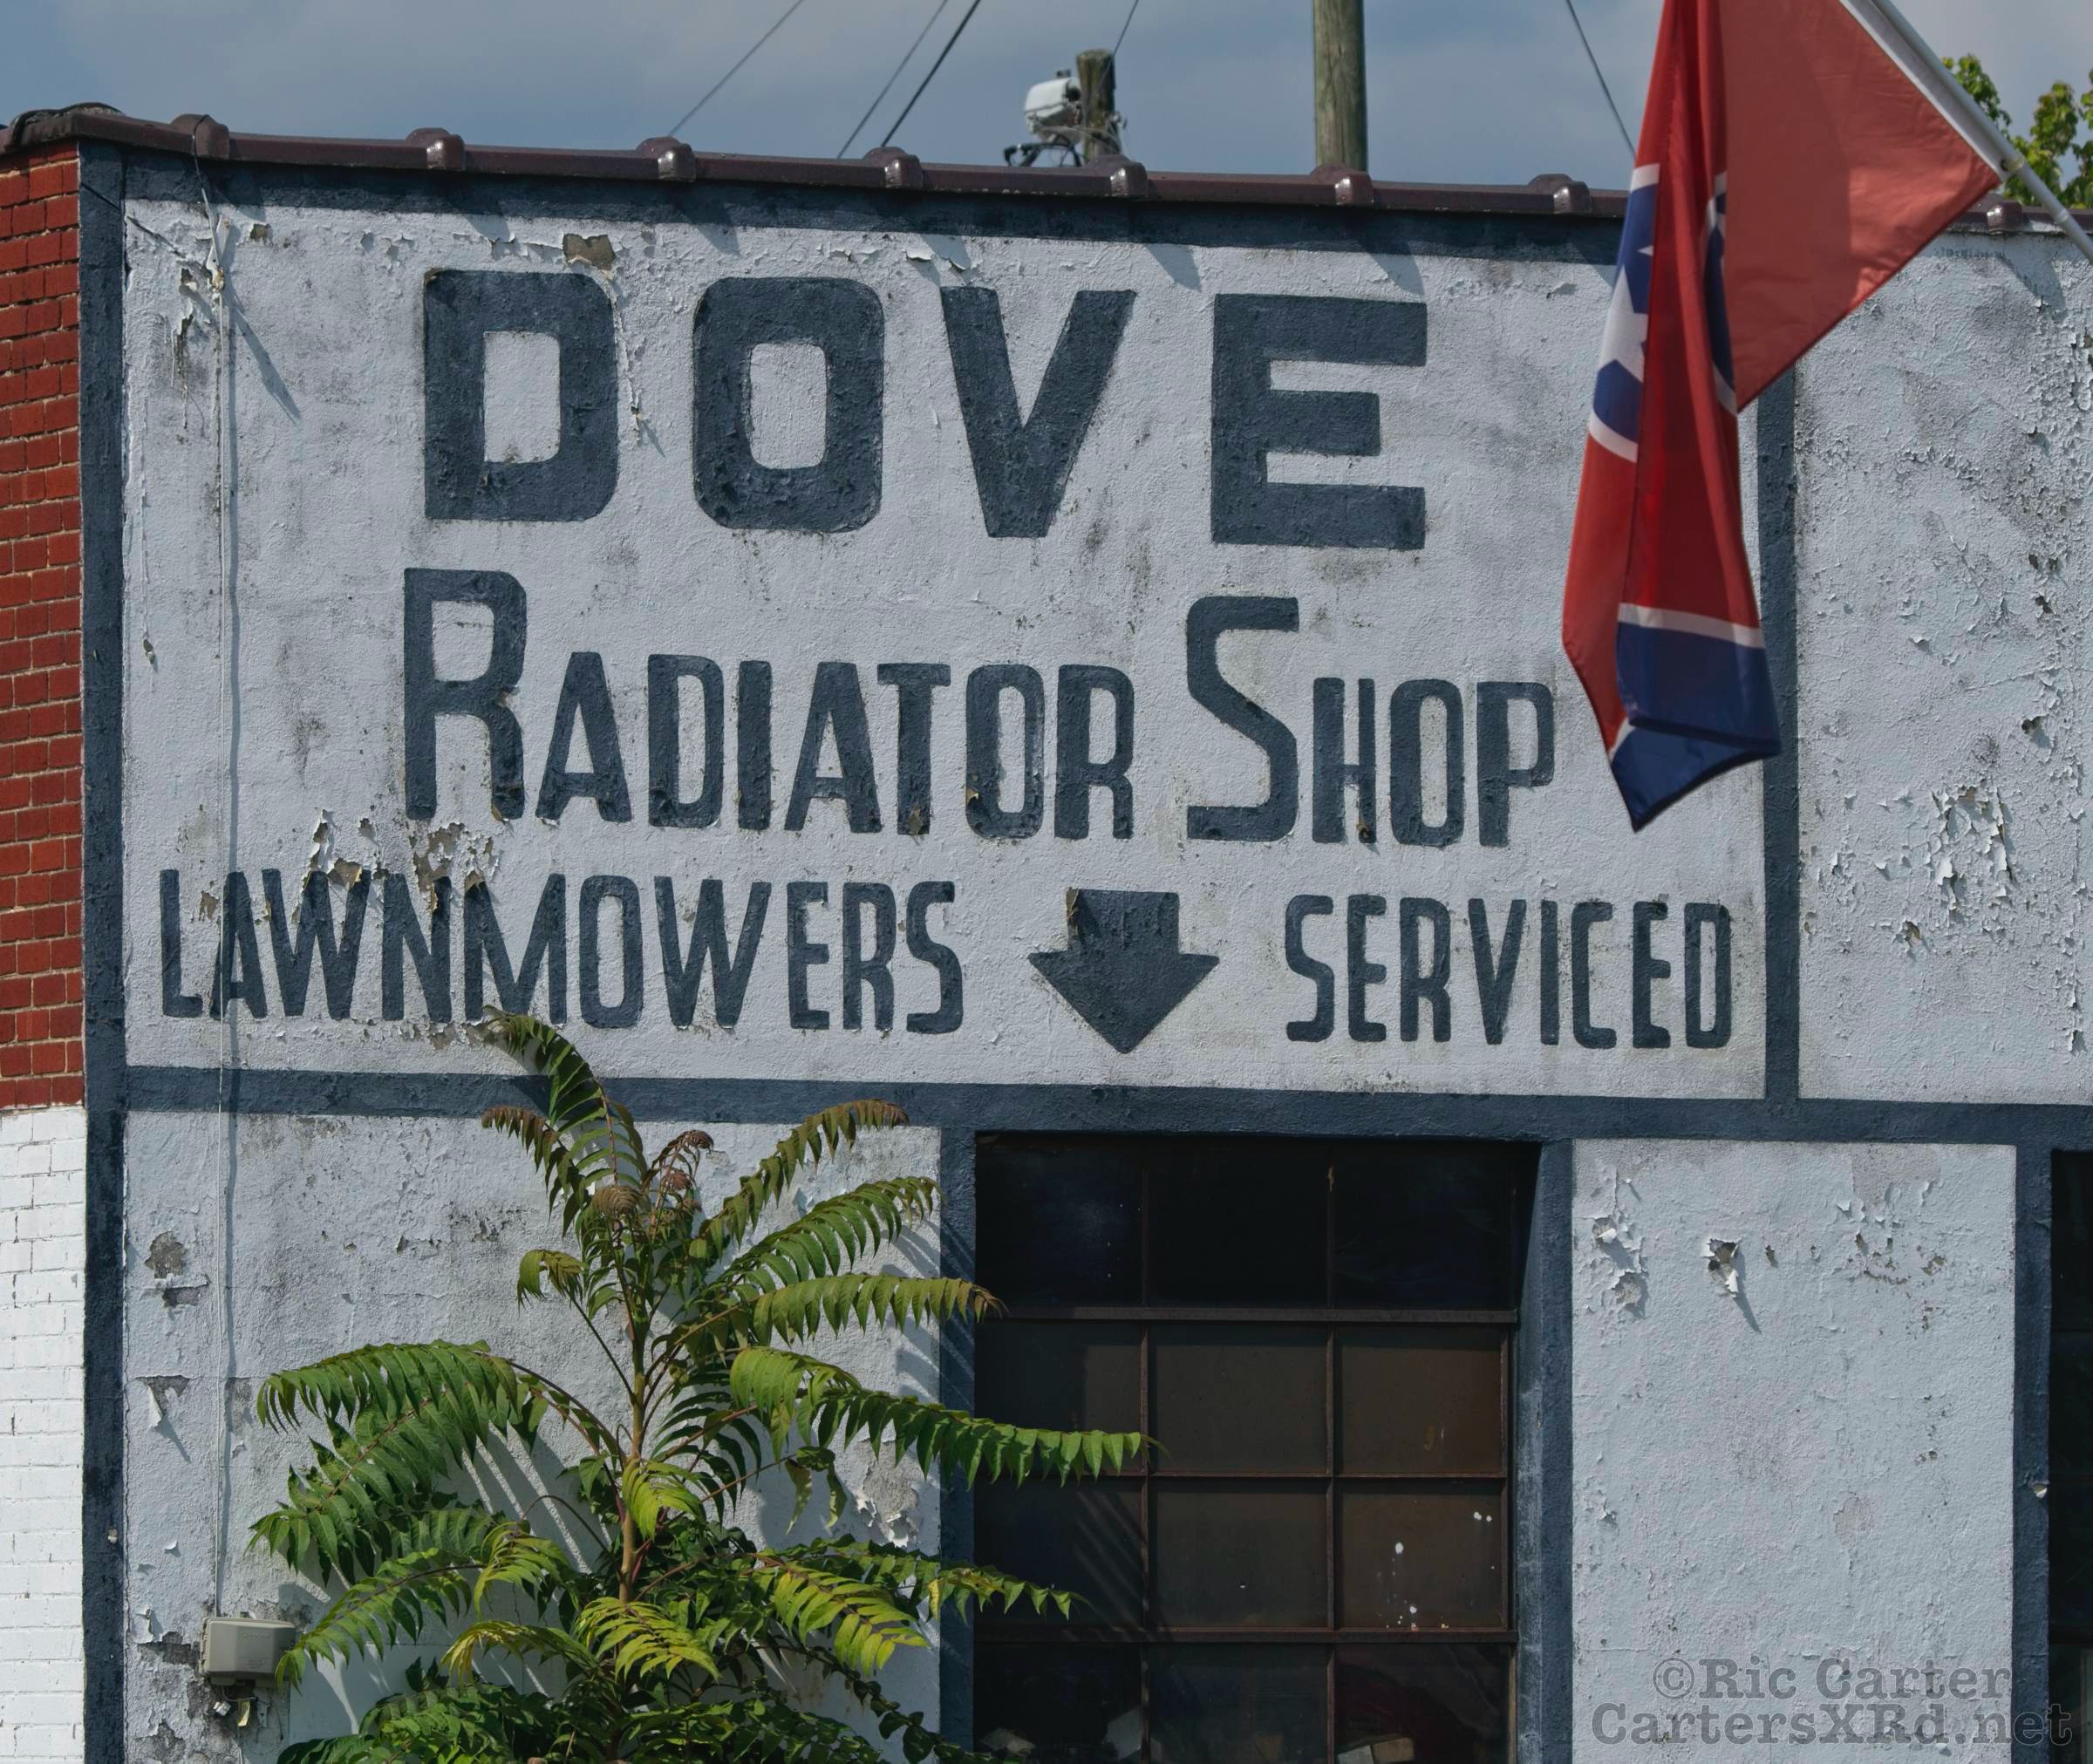 DOVE
RADIATOR SHOP
LAWNMOWERS SERVICED
©Ric Carter
CartersXRd.net